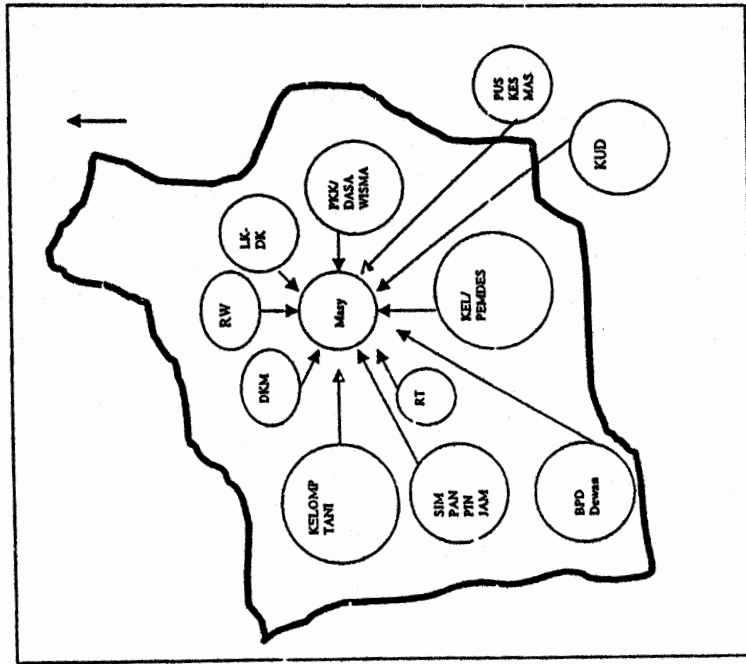 RW
LK-
DK
DKM
KELOMP
TANI
Masy
PKK/
DASA
WISMA
RT
SIM
PAN
PIN
JAM
KEL/
PEMDES
PUS
KES
MAS
BPD
Dewan
KUD